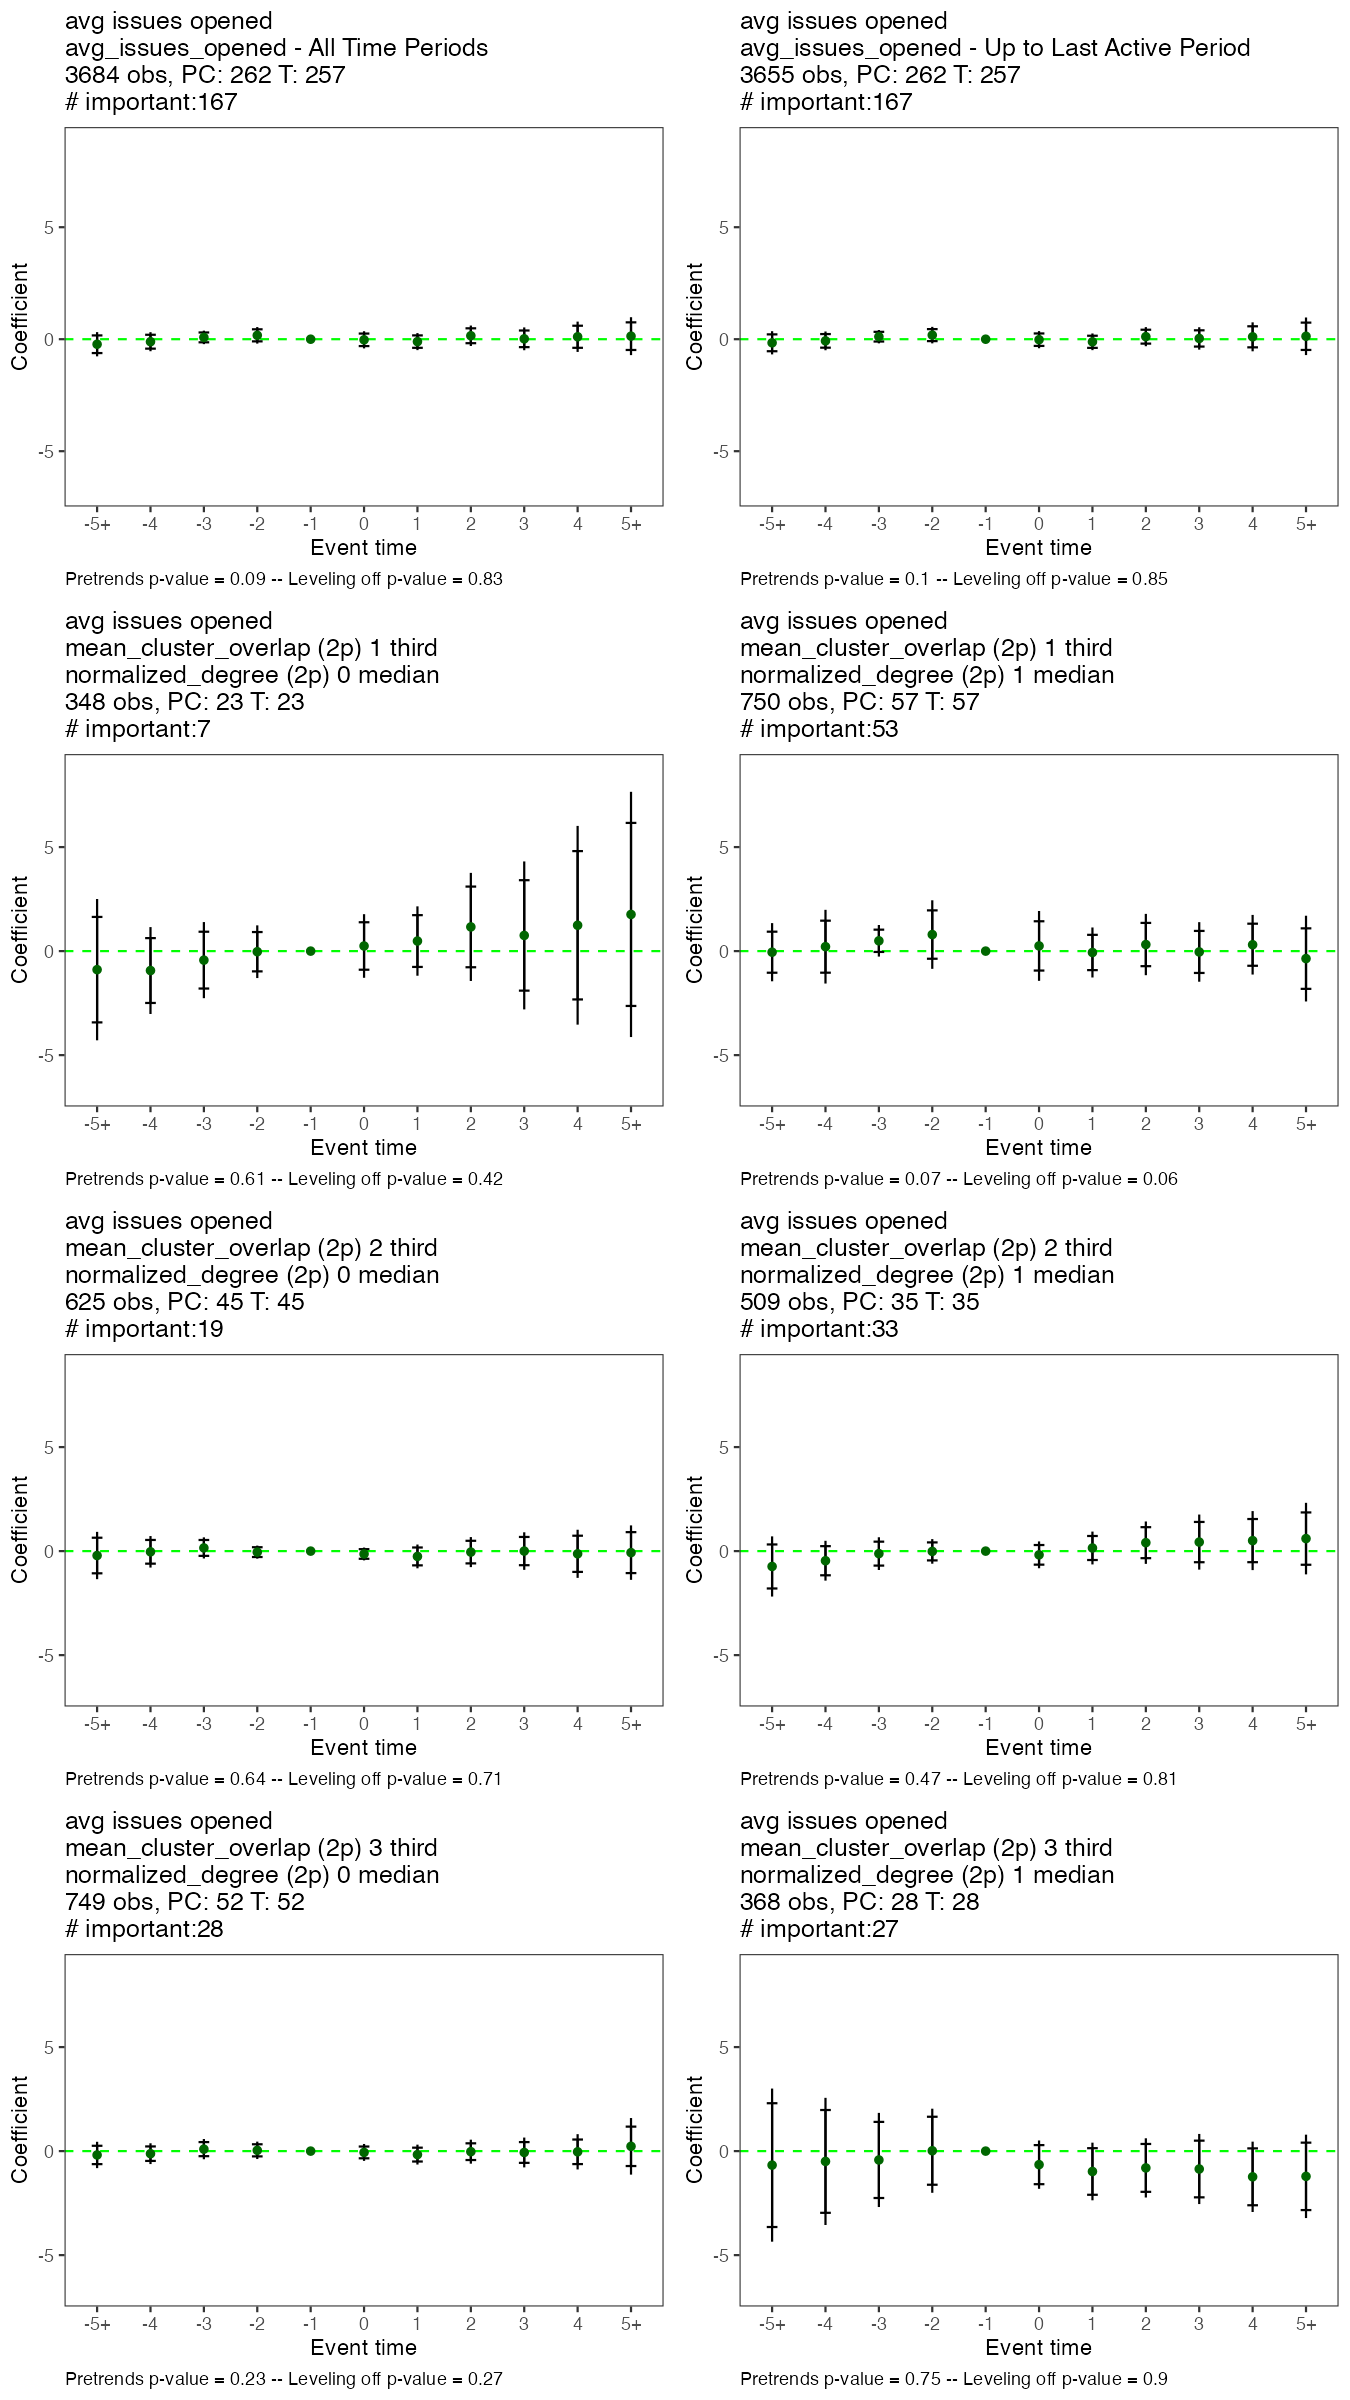 avg issues opened
avg_issues_opened - All Time Periods
3684 obs, PC: 262 T: 257
# important:167
5
0
-5
Coefficient
-5+ -4 -3 -2 -1 0 1 2 3 4 5+
Event time
Pretrends p-value = 0.09 -- Leveling off p-value = 0.83
avg issues opened
avg_issues_opened - Up to Last Active Period
3655 obs, PC: 262 T: 257
# important:167
5
0
-5
Coefficient
-5+ -4 -3 -2 -1 0 1 2 3 4 5+
Event time
Pretrends p-value = 0.1 -- Leveling off p-value = 0.85
avg issues opened
mean_cluster_overlap (2p) 1 third
normalized_degree (2p) 0 median
348 obs, PC: 23 T: 23
# important:7
5
0
-5
Coefficient
-5+ -4 -3 -2 -1 0 1 2 3 4 5+
Event time
Pretrends p-value = 0.61 -- Leveling off p-value = 0.42
avg issues opened
mean_cluster_overlap (2p) 1 third
normalized_degree (2p) 1 median
750 obs, PC: 57 T: 57
# important:53
5
0
-5
Coefficient
-5+ -4 -3 -2 -1 0 1 2 3 4 5+
Event time
Pretrends p-value = 0.07 -- Leveling off p-value = 0.06
avg issues opened
mean_cluster_overlap (2p) 2 third
normalized_degree (2p) 0 median
625 obs, PC: 45 T: 45
# important:19
5
0
-5
Coefficient
-5+ -4 -3 -2 -1 0 1 2 3 4 5+
Event time
Pretrends p-value = 0.64 -- Leveling off p-value = 0.71
avg issues opened
mean_cluster_overlap (2p) 2 third
normalized_degree (2p) 1 median
509 obs, PC: 35 T: 35
# important:33
5
0
-5
Coefficient
-5+ -4 -3 -2 -1 0 1 2 3 4 5+
Event time
Pretrends p-value = 0.47 -- Leveling off p-value = 0.81
avg issues opened
mean_cluster_overlap (2p) 3 third
normalized_degree (2p) 0 median
749 obs, PC: 52 T: 52
# important:28
5
0
-5
Coefficient
-5+ -4 -3 -2 -1 0 1 2 3 4 5+
Event time
Pretrends p-value = 0.23 -- Leveling off p-value = 0.27
avg issues opened
mean_cluster_overlap (2p) 3 third
normalized_degree (2p) 1 median
368 obs, PC: 28 T: 28
# important:27
5
0
-5
Coefficient
-5+ -4 -3 -2 -1 0 1 2 3 4 5+
Event time
Pretrends p-value = 0.75 -- Leveling off p-value = 0.9